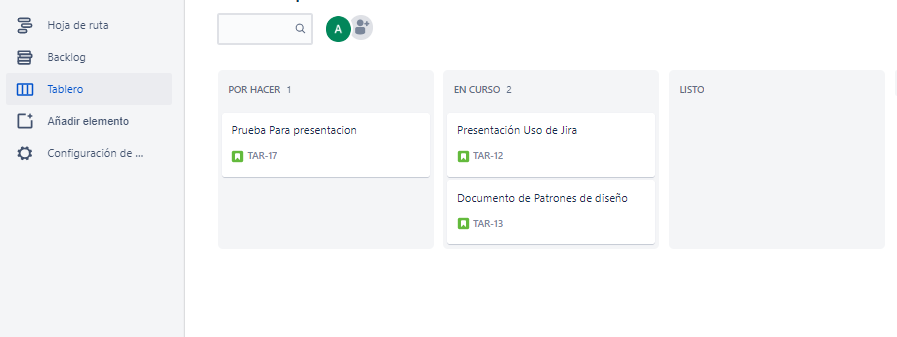 Hoja de ruta
Backlog
Tablero
Añadir elemento
Configuración de ...
A
POR HACER 1
Prueba Para presentacion
TAR-17
EN CURSO 2
Presentación Uso de Jira
TAR-12
Documento de Patrones de diseño
TAR-13
LISTO